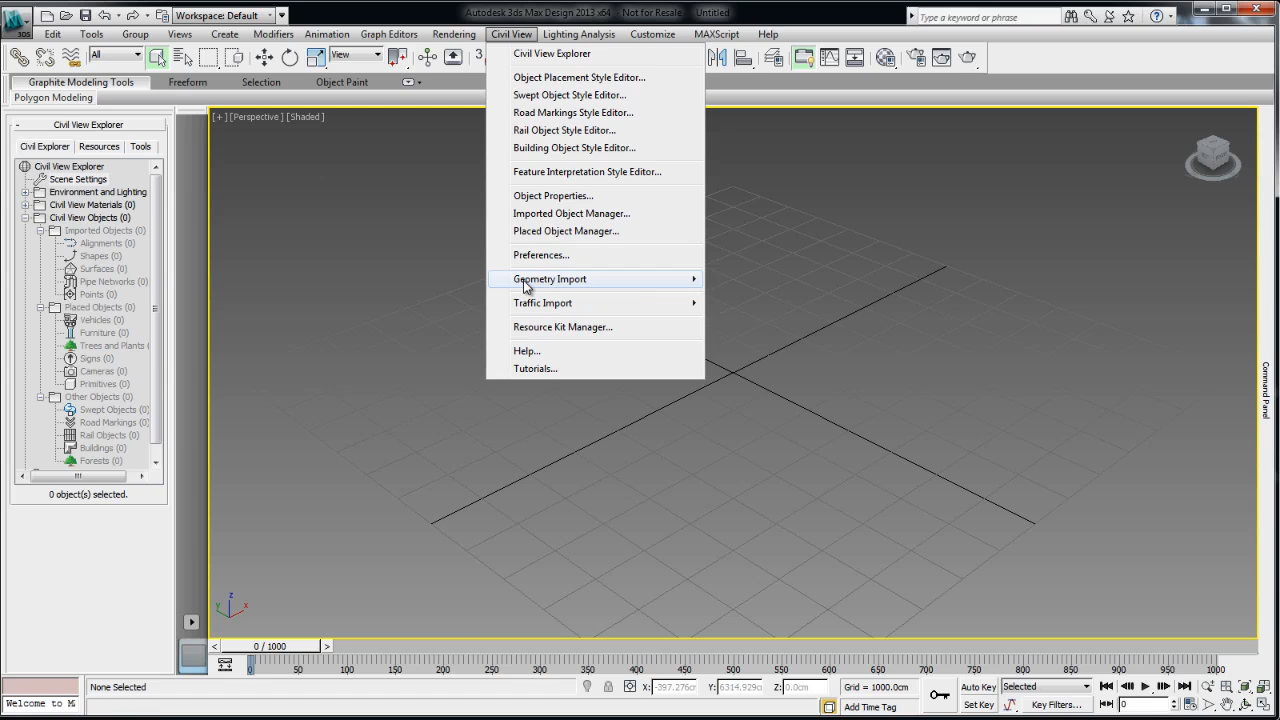 Workspace: Default
Autodesk 3ds Max Design 2013 x64 - Not for Resale Untitled
Type a keyword or phrase
3DS
Edit Tools Group Views Create Modifiers Animation Graph Editors Rendering Civil View Lighting Analysis Customize MAXScript Help
All View 3
Graphite Modeling Tools Freeform Selection Object Paint
Polygon Modeling
Civil View Explorer
Civil Explorer Resources Tools
Civil View Explorer
Scene Settings
Environment and Lighting
Civil View Materials (0)
Civil View Objects (0)
Imported Objects (0)
Alignments (0)
Shapes (0)
Surfaces (0)
Pipe Networks (0)
Points (0)
Placed Objects (0)
Vehicles (0)
Furniture (0)
Trees and Plants (
Signs (0)
Cameras (0)
Primitives (0)
Other Objects (0)
Swept Objects (0)
Road Markings (0)
Rail Objects (0)
Buildings (0)
Forests (0)
0 object(s) selected.
[+] [Perspective] [Shaded]
Civil View Explorer
Object Placement Style Editor...
Swept Object Style Editor...
Road Markings Style Editor...
Rail Object Style Editor...
Building Object Style Editor...
Feature Interpretation Style Editor...
Object Properties...
Imported Object Manager...
Placed Object Manager...
Preferences...
Geometry Import
Traffic Import
Resource Kit Manager...
Help...
Tutorials...
Command Panel
z
y x
< 0 / 1000 >
0 50 100 150 200 250 300 350 400 450 500 550 600 650 700 750 800 850 900 950 1000
None Selected X: -397.276cm Y: 6314.929cm Z: 0.0cm Grid = 1000.0cm Auto Key Selected
Welcome to M Add Time Tag Set Key Key Filters... 0